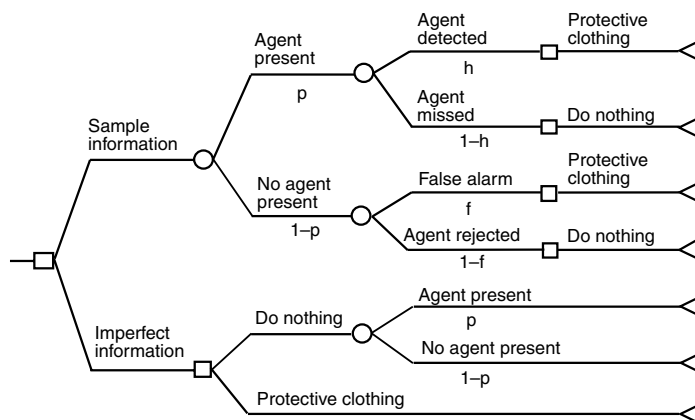 Agent
present
p
Agent
detected
h
Protective
clothing
Agent
missed
1–h
Do nothing
Sample
information
No agent
present
1–p
False alarm
f
Protective
clothing
Agent rejected
1–f
Do nothing
Imperfect
information
Do nothing
Agent present
p
No agent present
1–p
Protective clothing